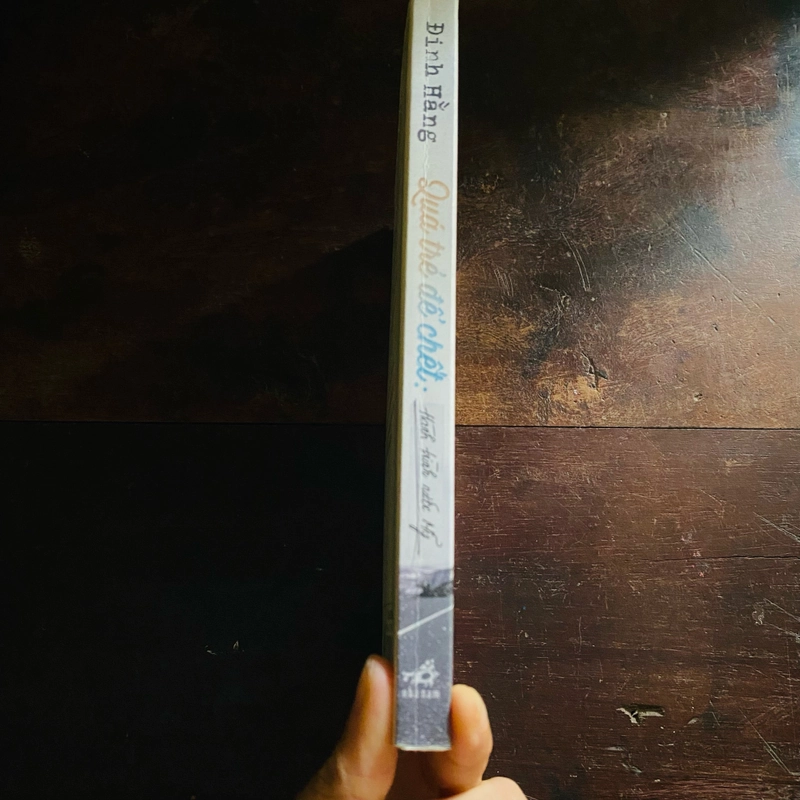 Đinh Hằng
Quá trẻ để chết:
Hành trình nước Mỹ
nhã nam